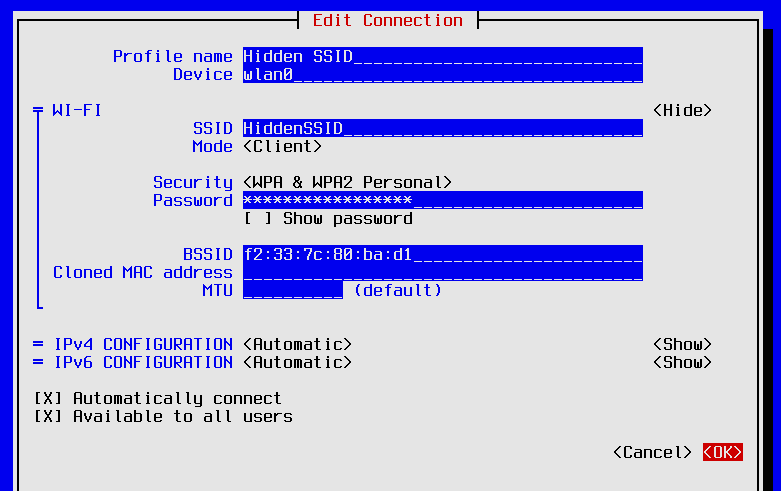 Edit Connection
Profile name Hidden SSID
Device wlan0
WI-FI <Hide>
SSID HiddenSSID
Mode <Client>
Security <WPA & WPA2 Personal>
Password *****************
[ ] Show password
BSSID f2:33:7c:80:ba:d1
Cloned MAC address
MTU (default)
= IPv4 CONFIGURATION <Automatic> <Show>
= IPv6 CONFIGURATION <Automatic> <Show>
[X] Automatically connect
[X] Available to all users
<Cancel> <OK>